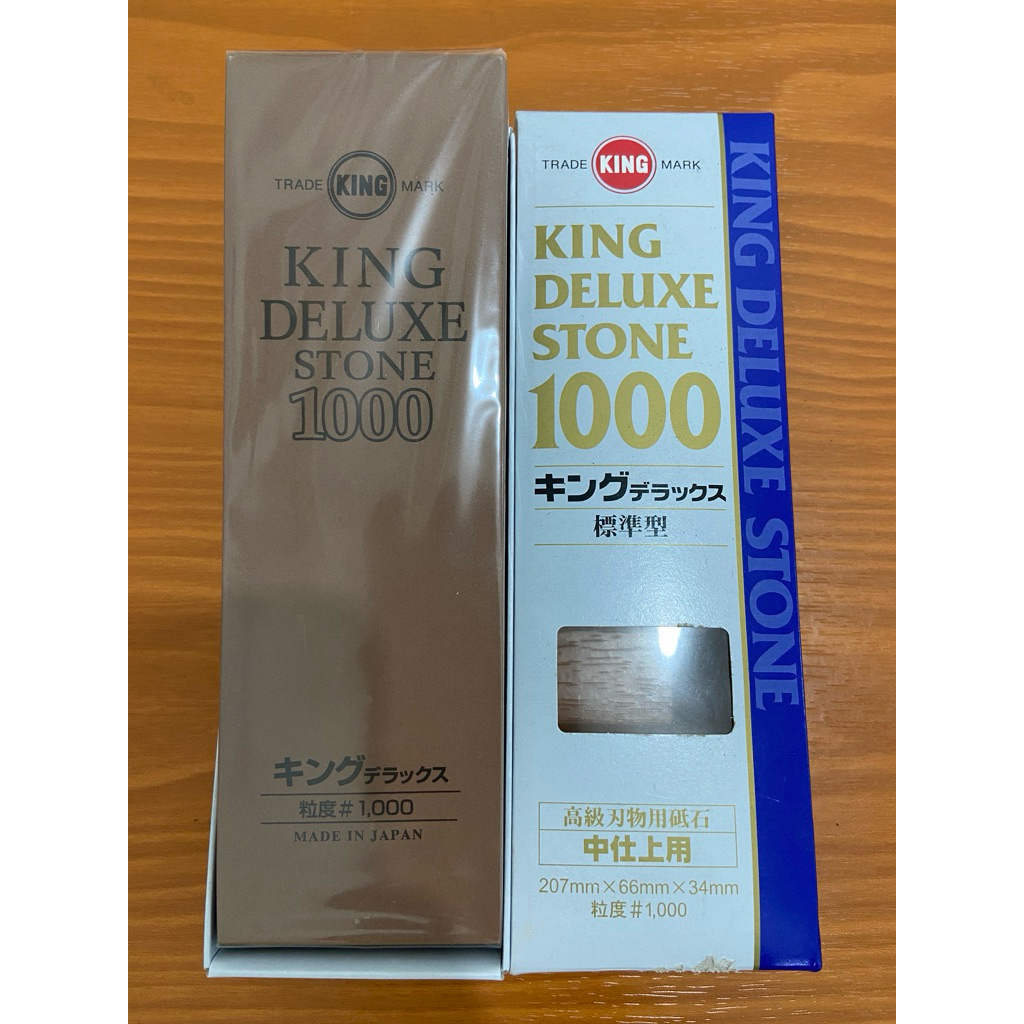 TRADE KING MARK
KING
DELUXE
STONE
1000
キングデラックス
粒度#1,000
MADE IN JAPAN
TRADE KING MARK
KING
DELUXE
STONE
1000
キングデラックス
標準型
高級刃物用砥石
中仕上用
207mm×66mm×34mm
粒度#1,000
KING DELUXE STONE